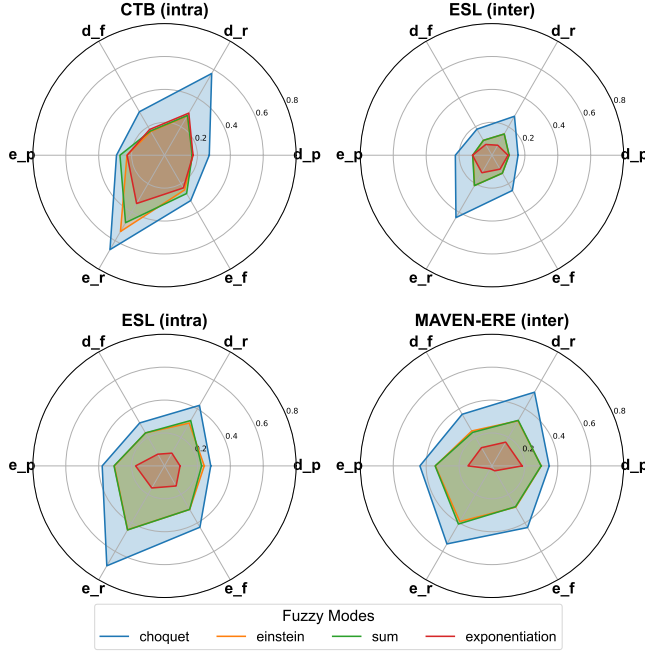 CTB (intra)
d_f
d_r
0.8
0.6
0.4
0.2
e_p
d_p
e_r
e_f
ESL (inter)
d_f
d_r
0.8
0.6
0.4
0.2
e_p
d_p
e_r
e_f
ESL (intra)
d_f
d_r
0.8
0.6
0.4
0.2
e_p
d_p
e_r
e_f
MAVEN-ERE (inter)
d_f
d_r
0.8
0.6
0.4
0.2
e_p
d_p
e_r
e_f
Fuzzy Modes
choquet einstein sum exponentiation